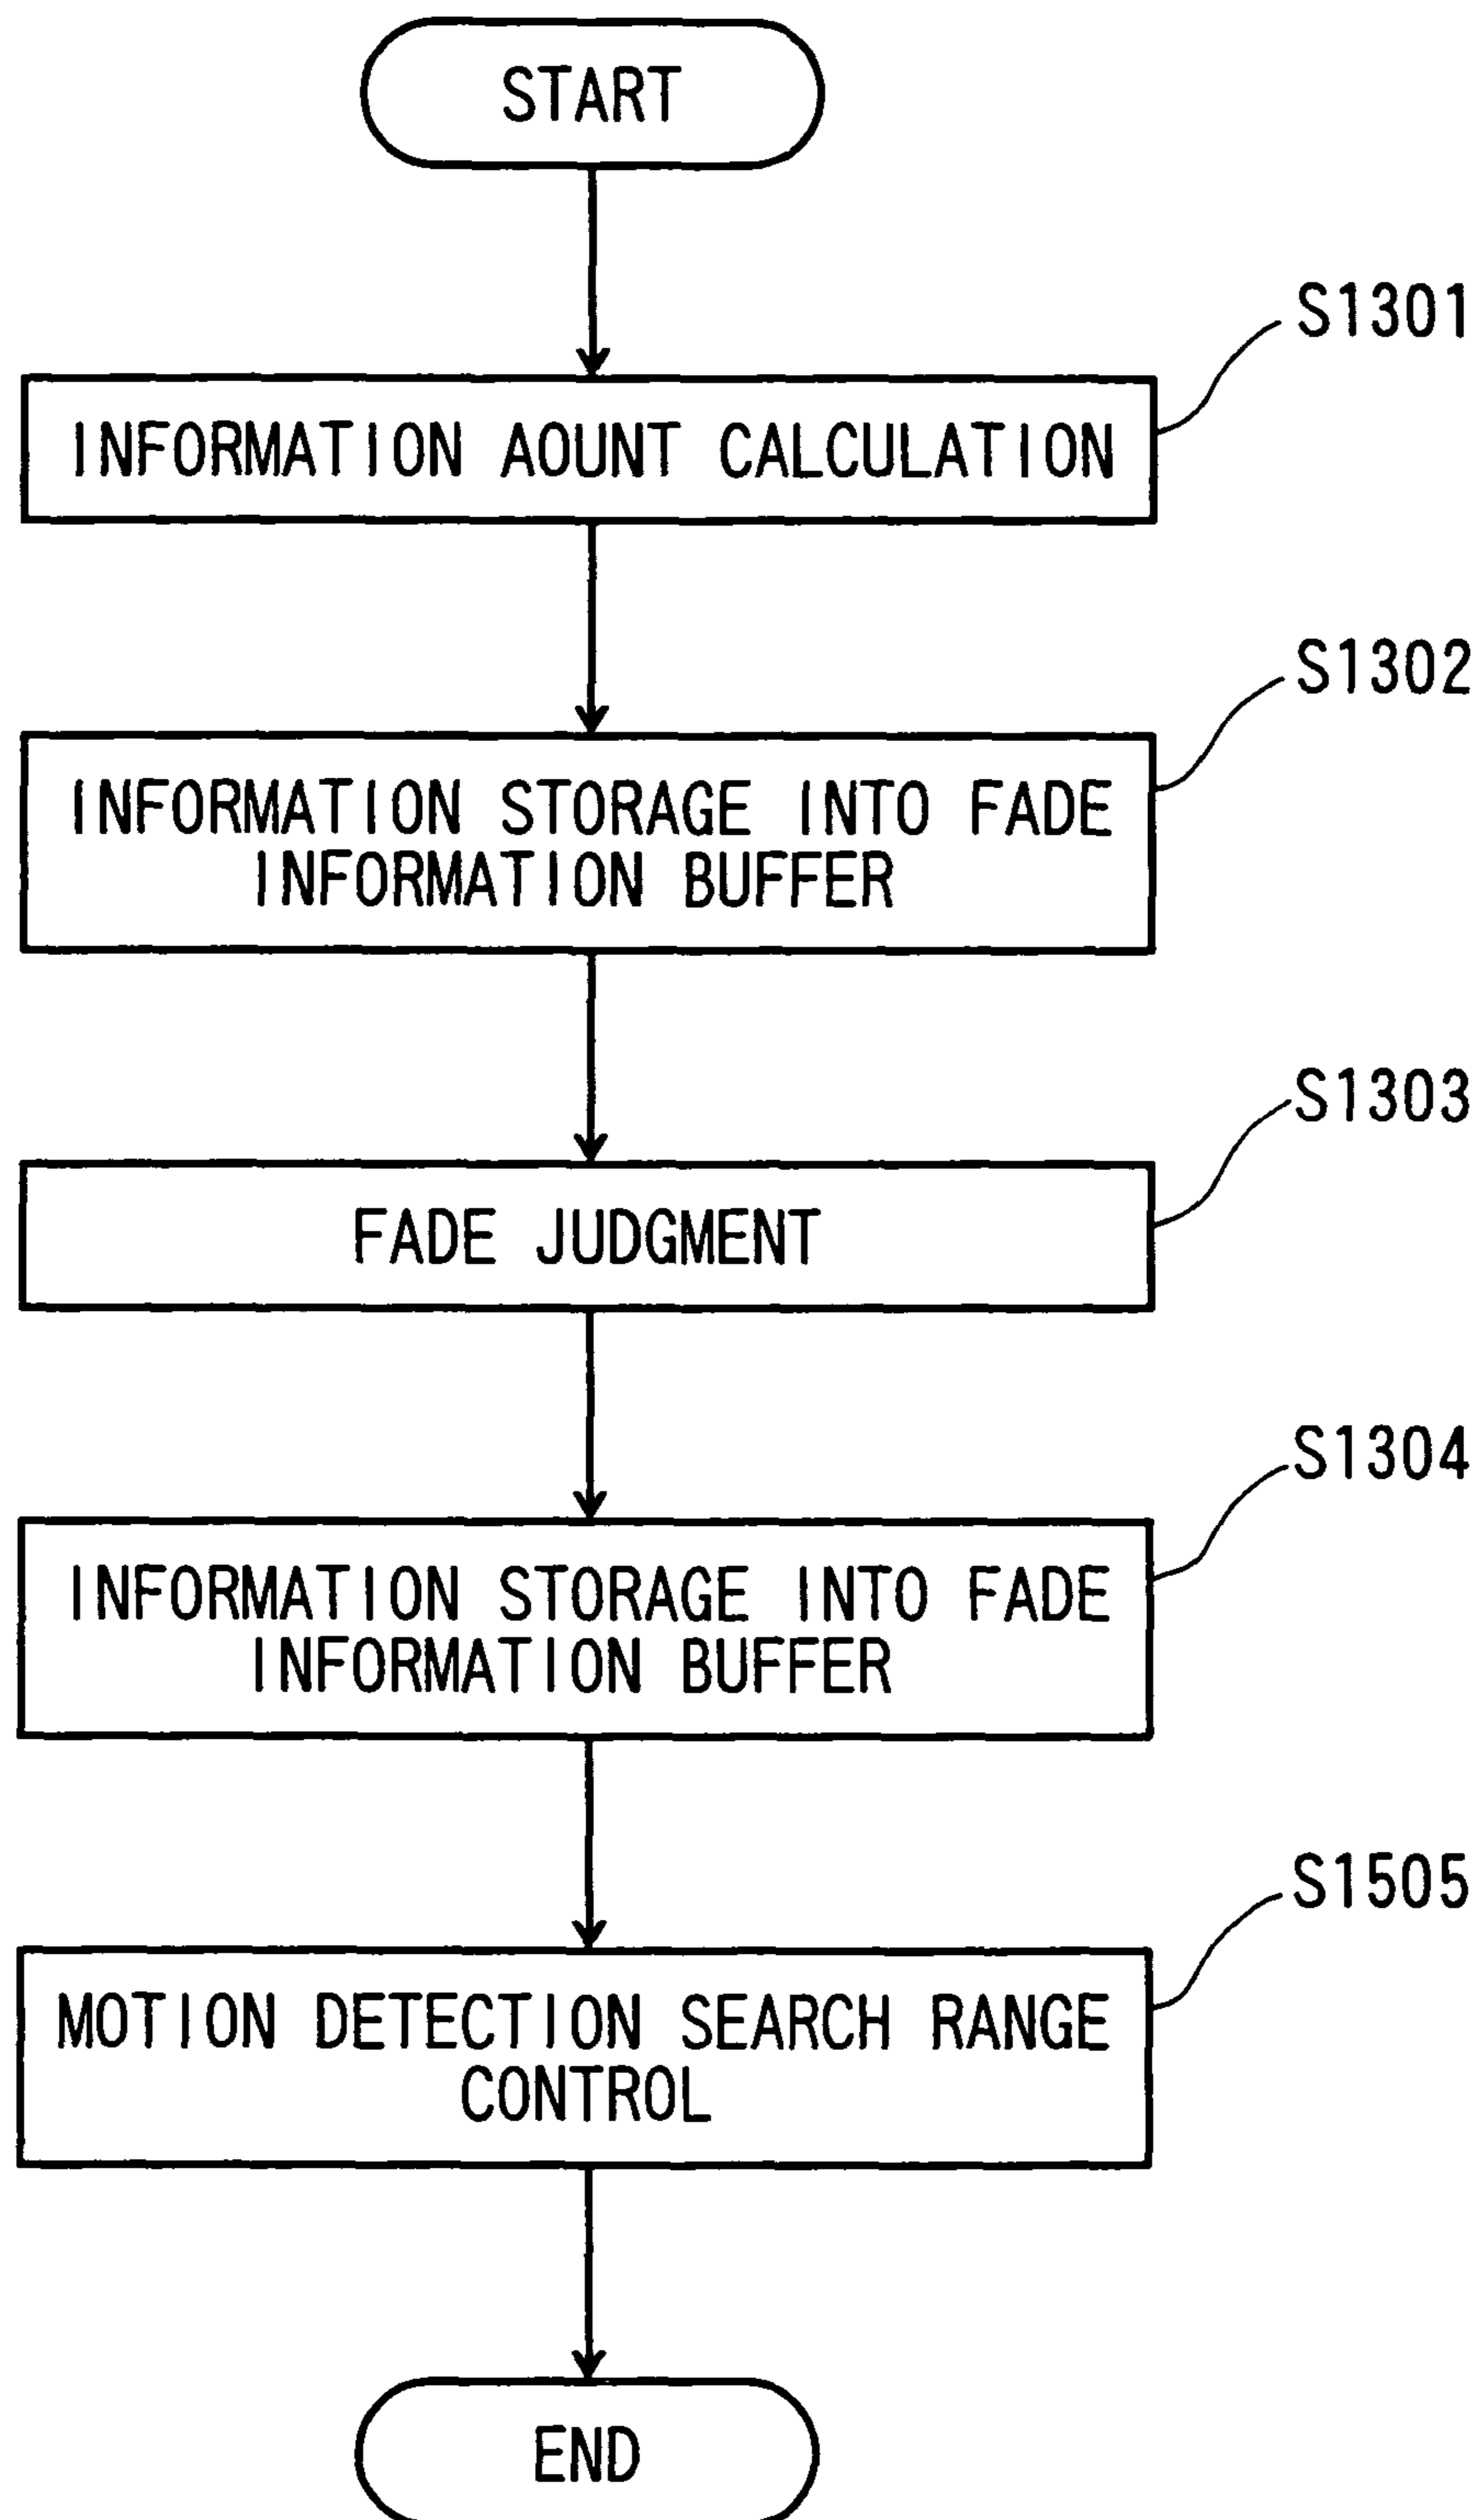 START
S1301
INFORMATION AOUNT CALCULATION
S1302
INFORMATION STORAGE INTO FADE
INFORMATION BUFFER
S1303
FADE JUDGMENT
S1304
INFORMATION STORAGE INTO FADE
INFORMATION BUFFER
S1505
MOTION DETECTION SEARCH RANGE
CONTROL
END